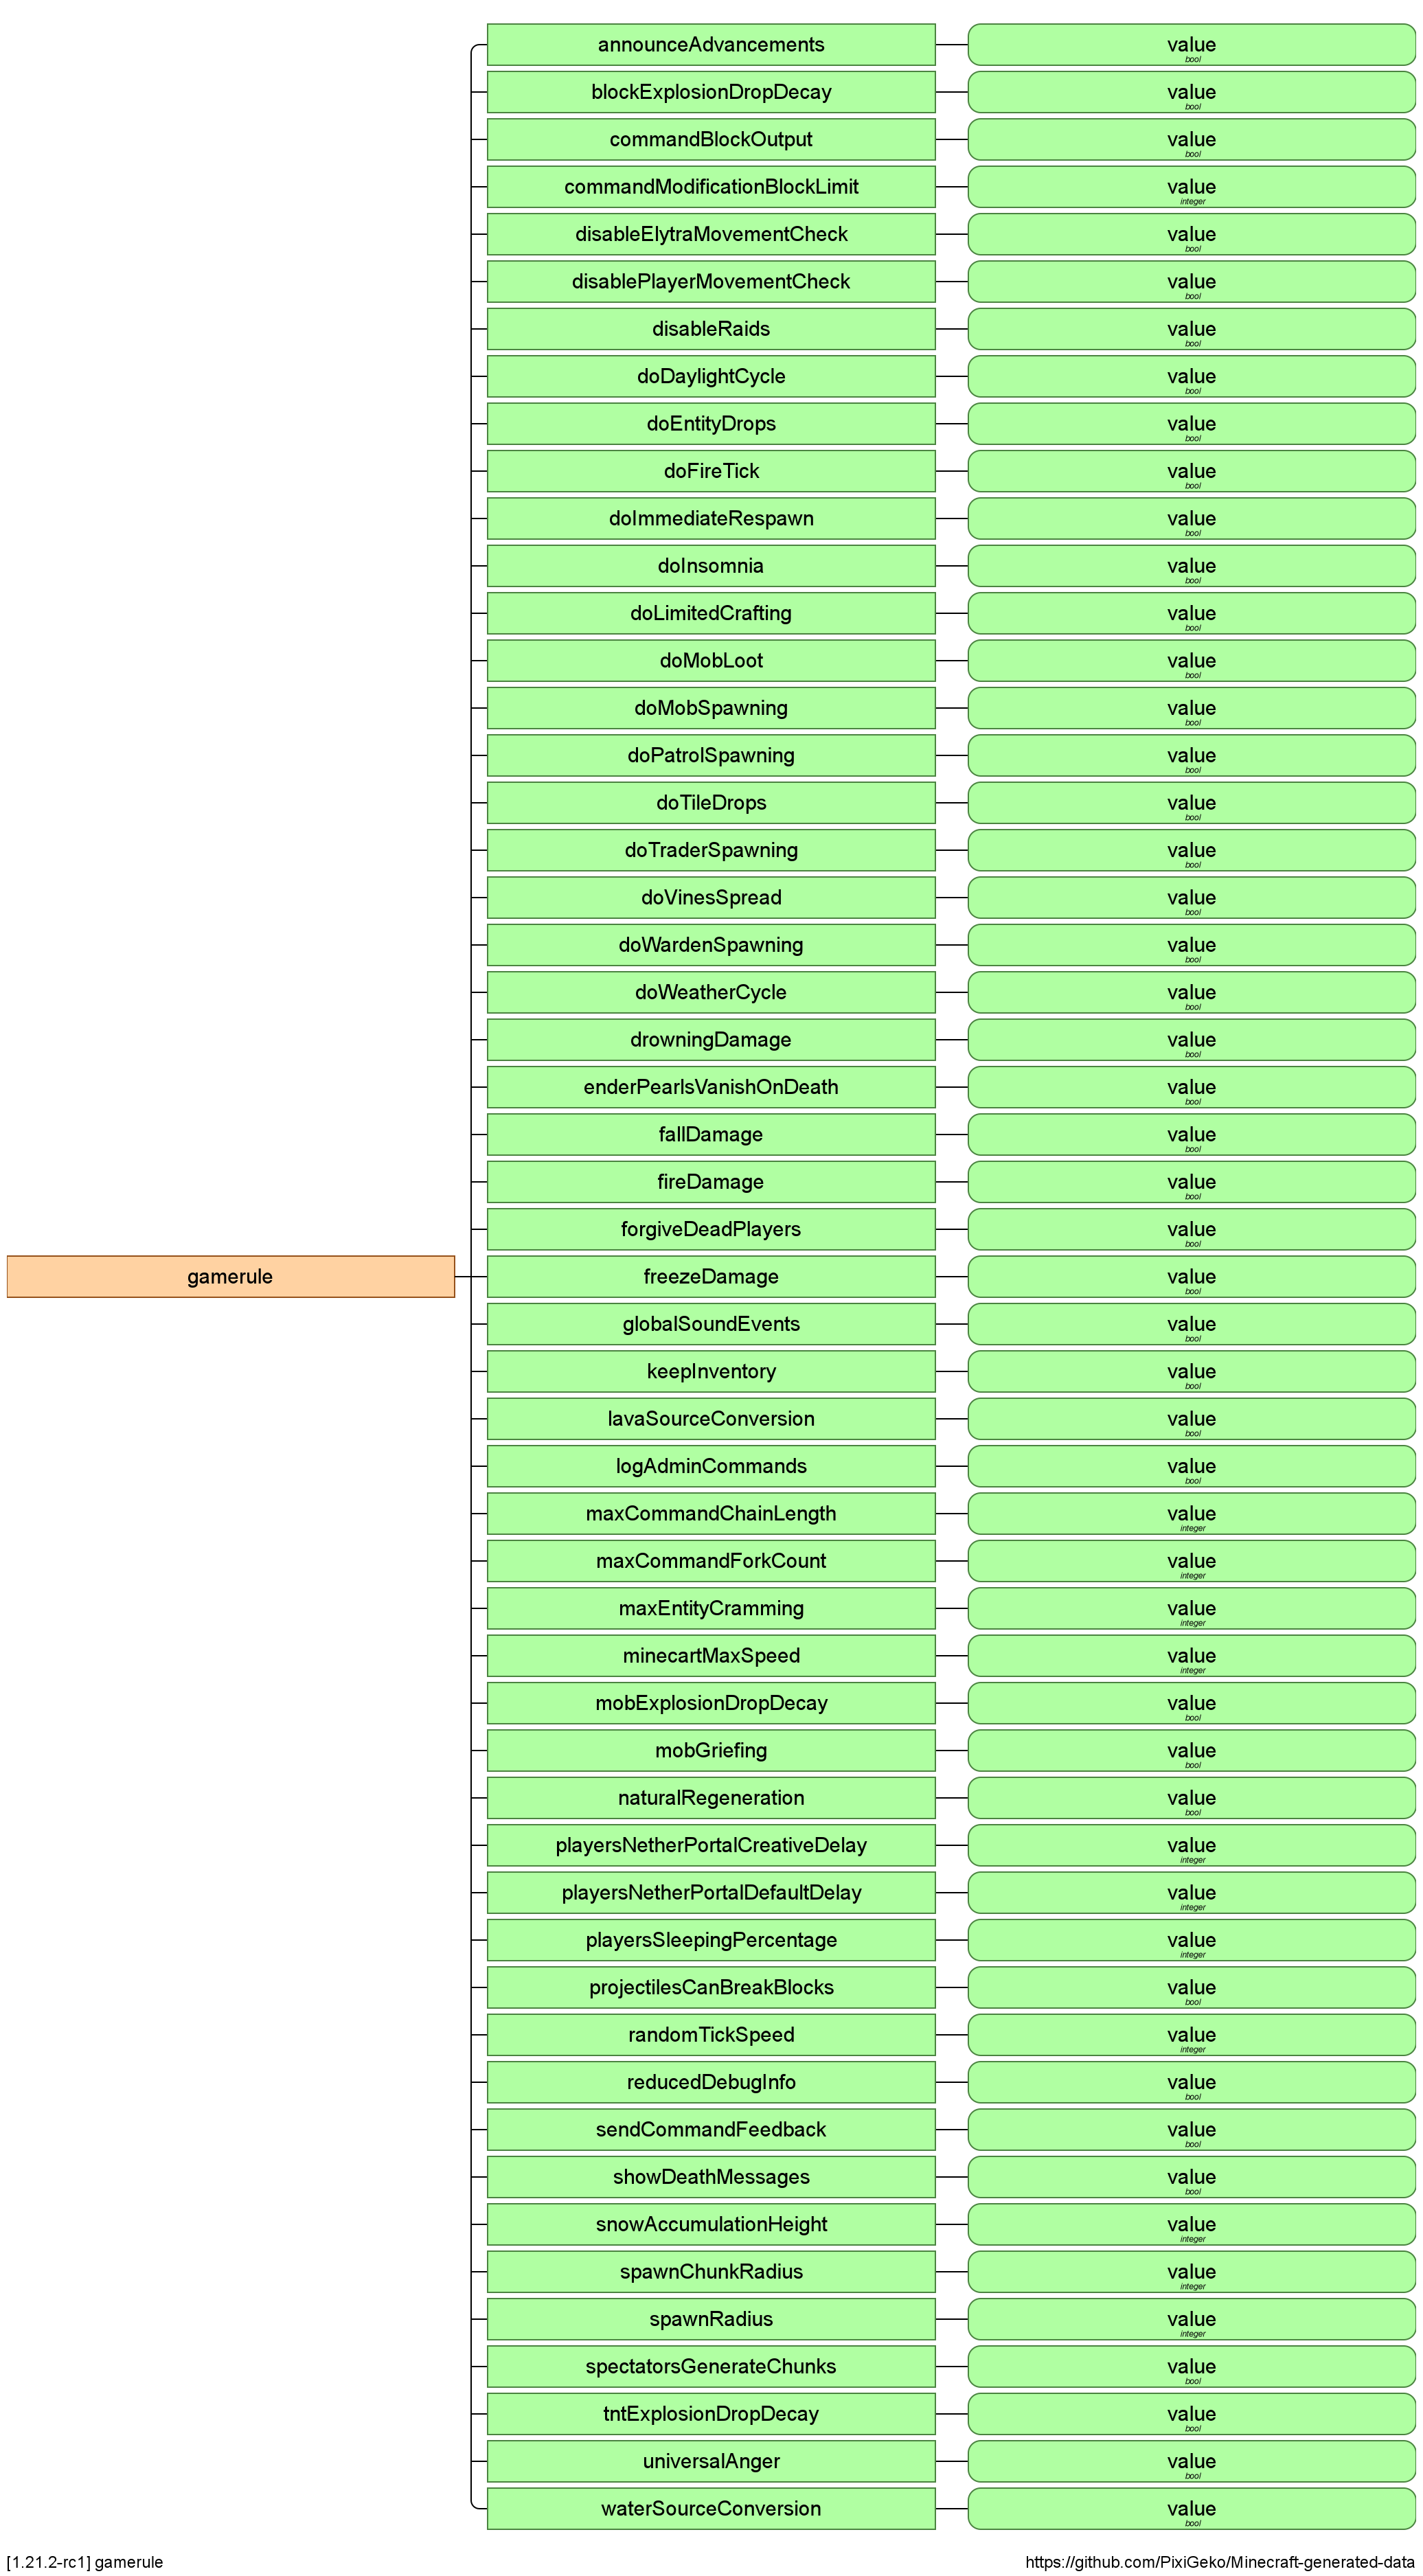 announceAdvancements
value
bool
blockExplosionDropDecay
value
bool
commandBlockOutput
value
bool
commandModificationBlockLimit
value
integer
disableElytraMovementCheck
value
bool
disablePlayerMovementCheck
value
bool
disableRaids
value
bool
doDaylightCycle
value
bool
doEntityDrops
value
bool
doFireTick
value
bool
doImmediateRespawn
value
bool
doInsomnia
value
bool
doLimitedCrafting
value
bool
doMobLoot
value
bool
doMobSpawning
value
bool
doPatrolSpawning
value
bool
doTileDrops
value
bool
doTraderSpawning
value
bool
doVinesSpread
value
bool
doWardenSpawning
value
bool
doWeatherCycle
value
bool
drowningDamage
value
bool
enderPearlsVanishOnDeath
value
bool
fallDamage
value
bool
fireDamage
value
bool
forgiveDeadPlayers
value
bool
gamerule
freezeDamage
value
bool
globalSoundEvents
value
bool
keepInventory
value
bool
lavaSourceConversion
value
bool
logAdminCommands
value
bool
maxCommandChainLength
value
integer
maxCommandForkCount
value
integer
maxEntityCramming
value
integer
minecartMaxSpeed
value
integer
mobExplosionDropDecay
value
bool
mobGriefing
value
bool
naturalRegeneration
value
bool
playersNetherPortalCreativeDelay
value
integer
playersNetherPortalDefaultDelay
value
integer
playersSleepingPercentage
value
integer
projectilesCanBreakBlocks
value
bool
randomTickSpeed
value
integer
reducedDebugInfo
value
bool
sendCommandFeedback
value
bool
showDeathMessages
value
bool
snowAccumulationHeight
value
integer
spawnChunkRadius
value
integer
spawnRadius
value
integer
spectatorsGenerateChunks
value
bool
tntExplosionDropDecay
value
bool
universalAnger
value
bool
waterSourceConversion
value
bool
[1.21.2-rc1] gamerule
https://github.com/PixiGeko/Minecraft-generated-data